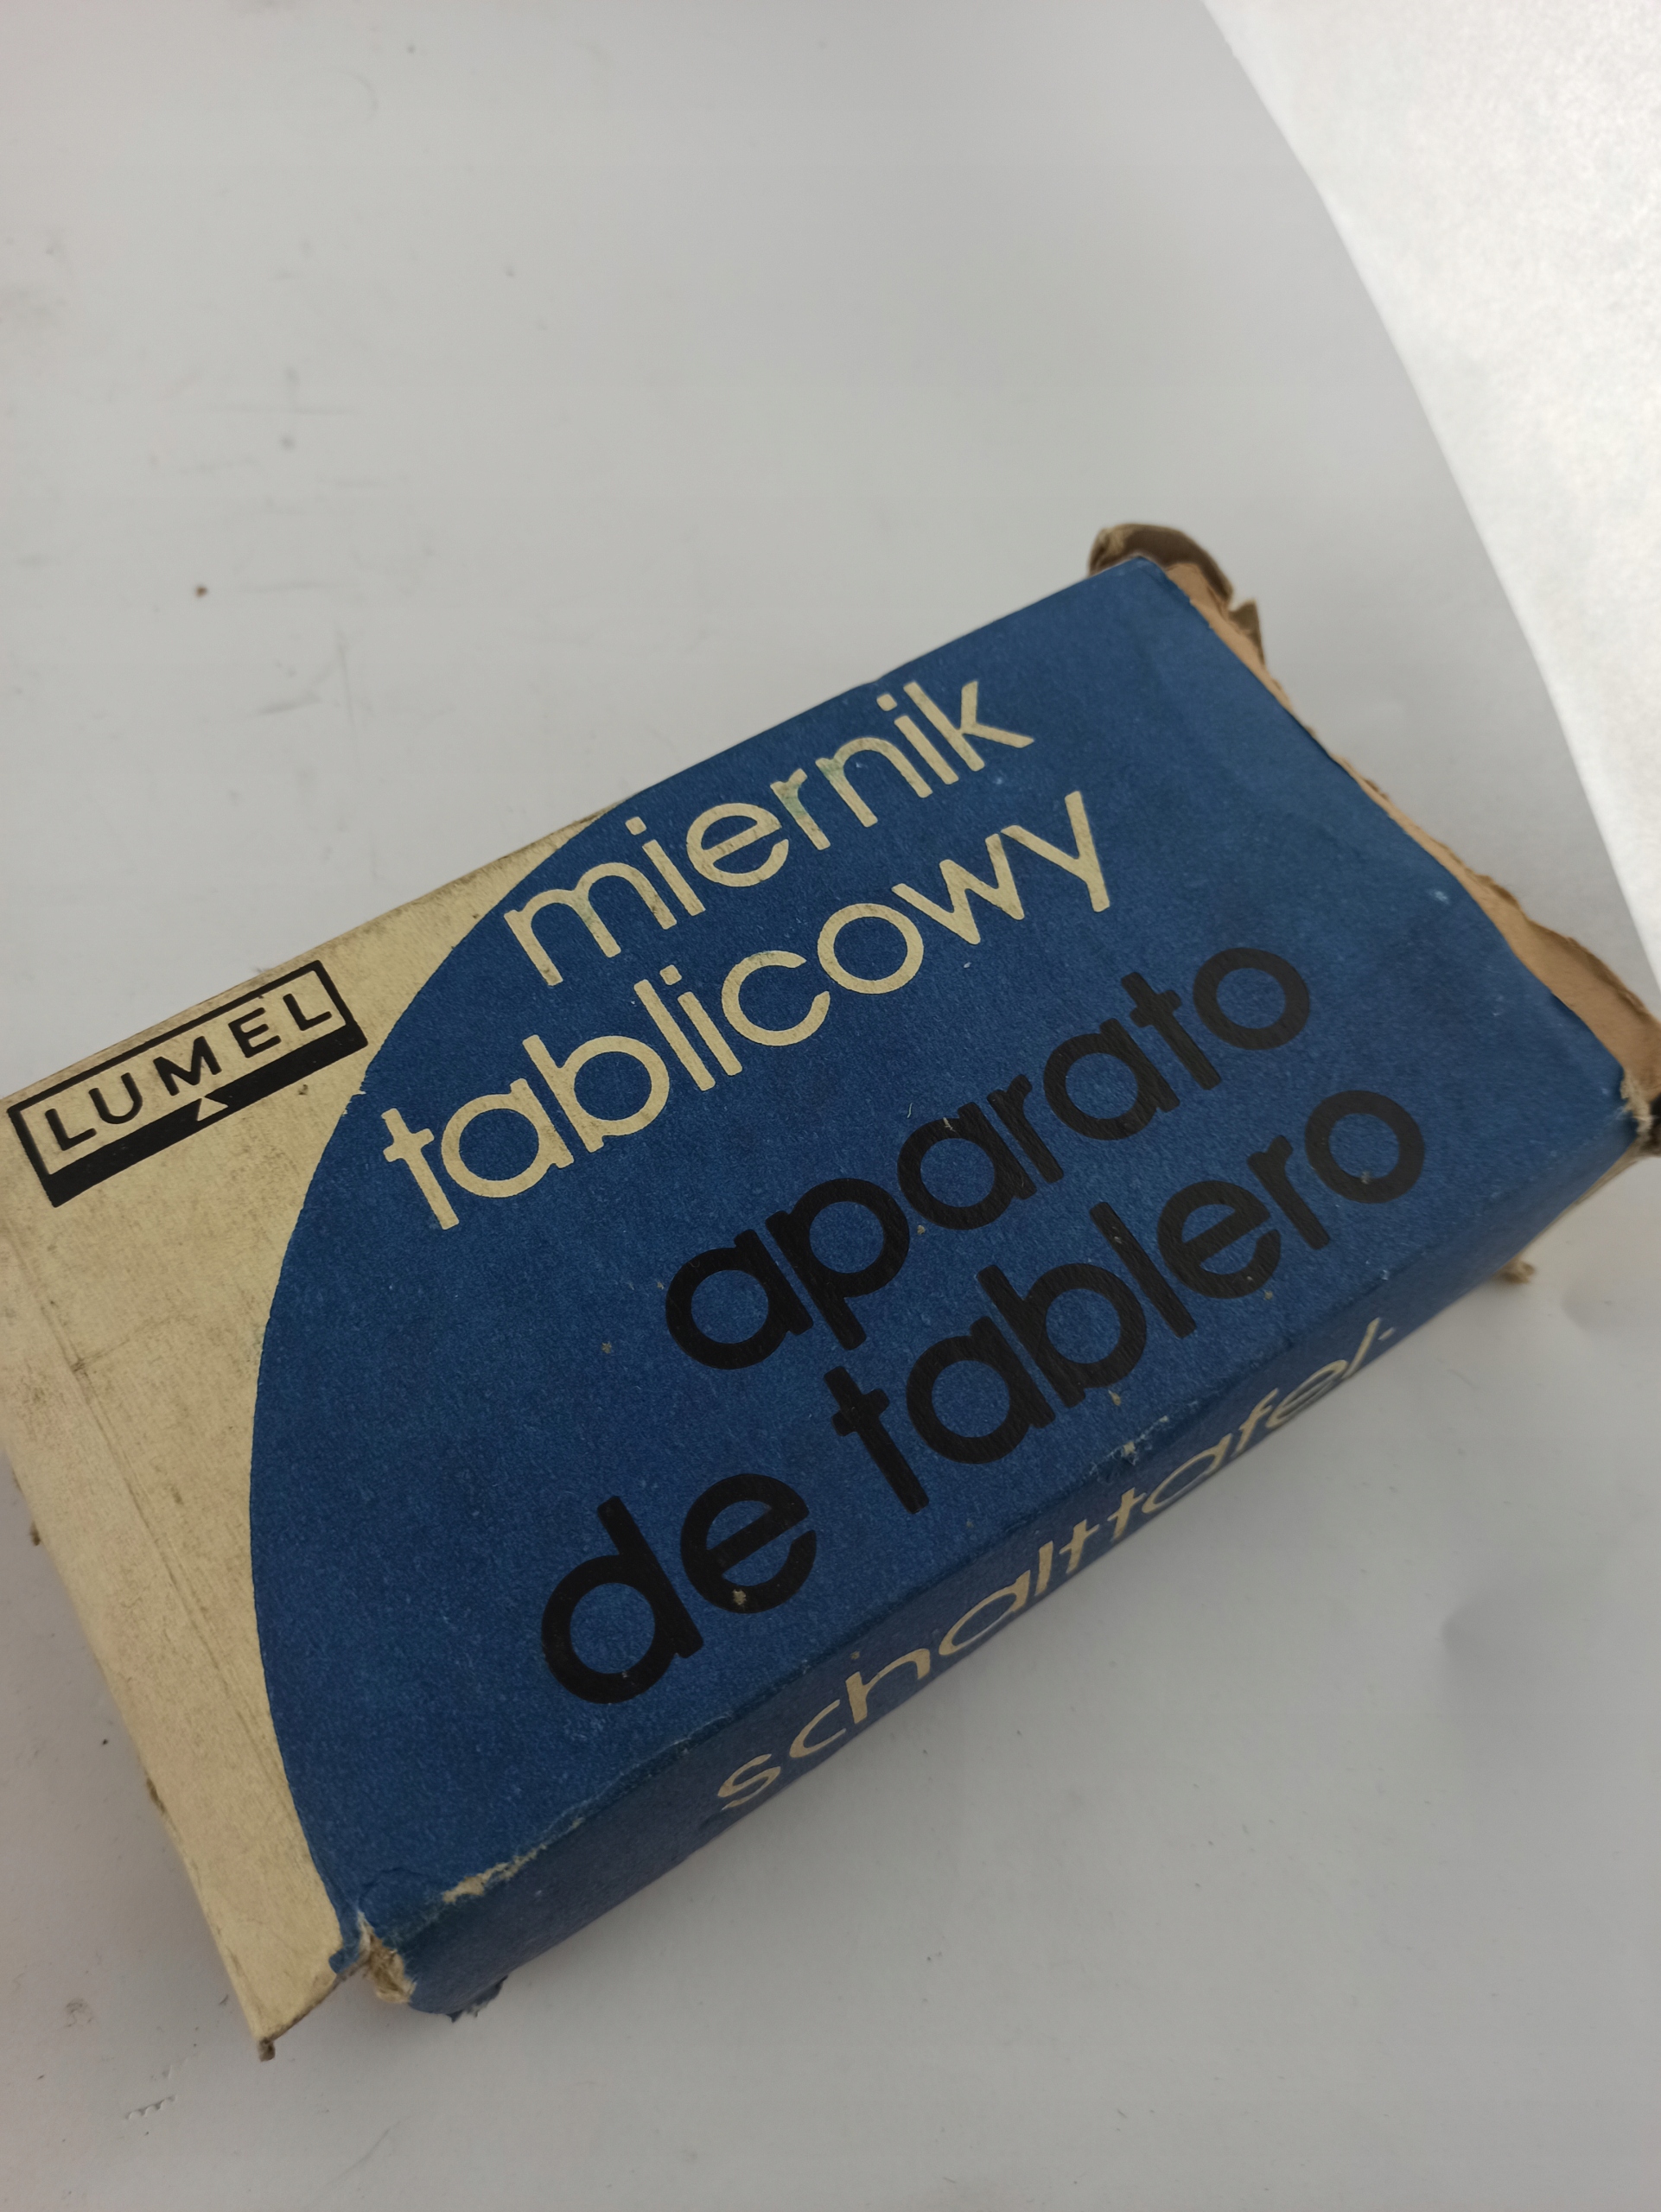 LUMEL
miernik
tablicowy
aparato
de tablero
schalttafel-